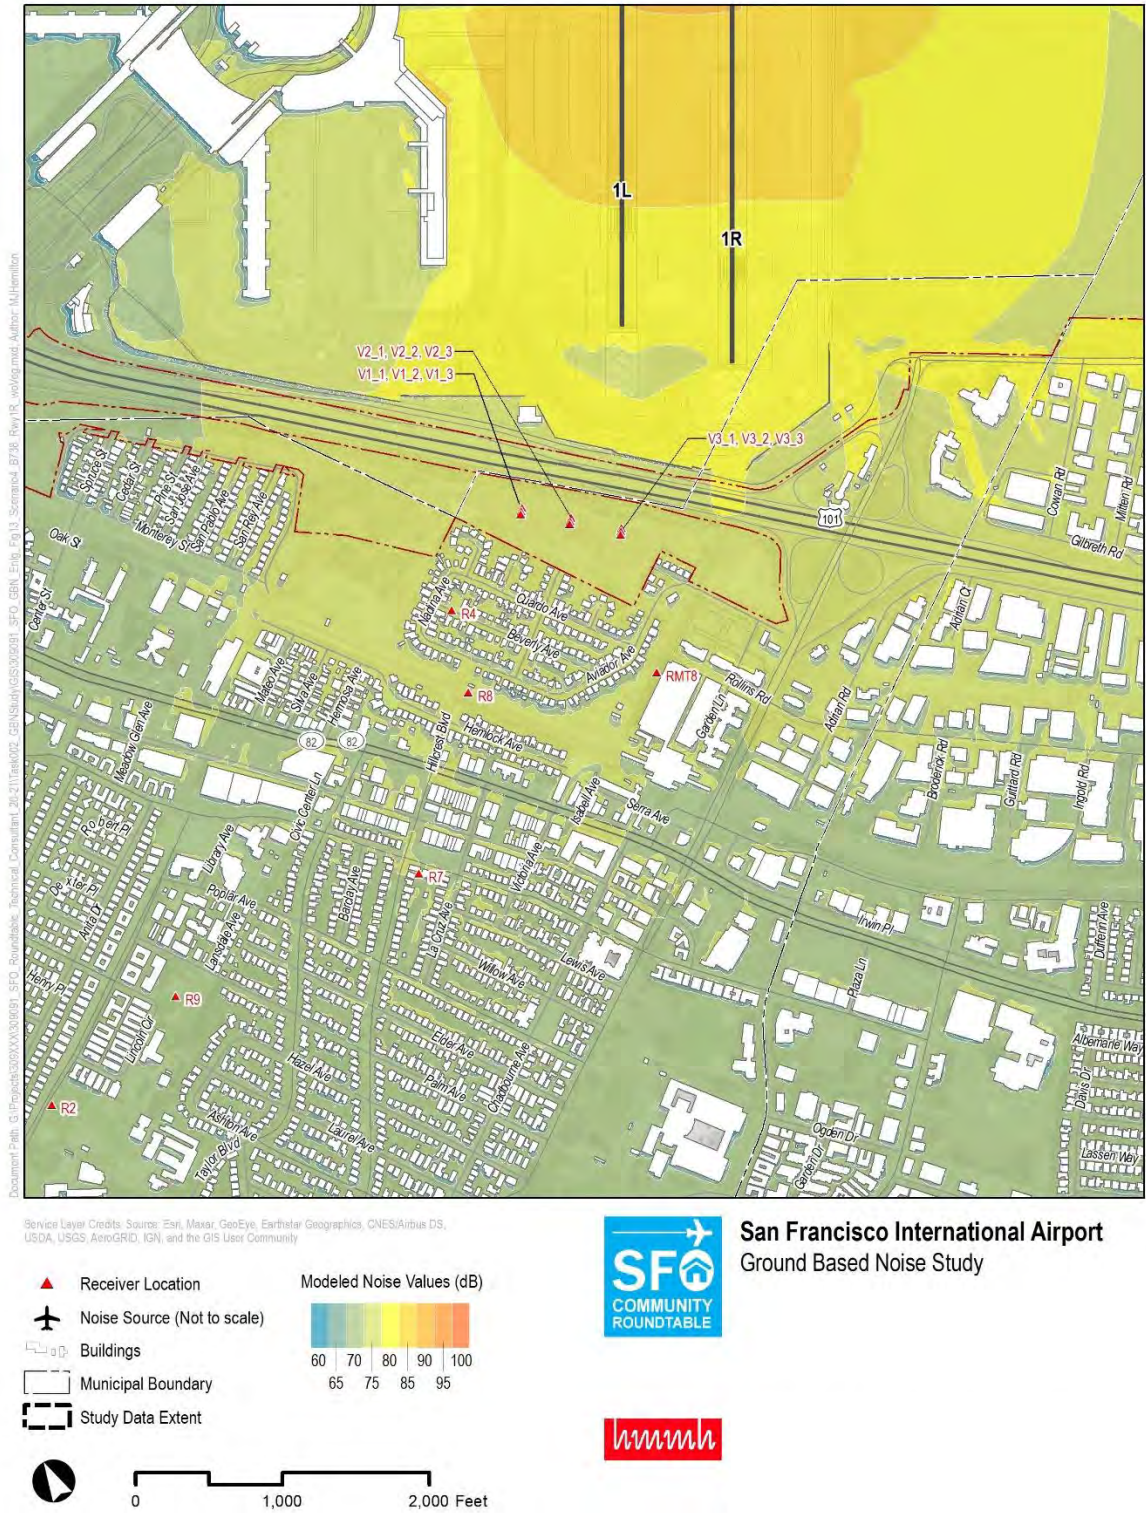 1L
1R
V2_1, V2_2, V2_3
V1_1, V1_2, V1_3
V3_1, V3_2, V3_3
Spruce St
Cedar St
Pine St
San Jose Ave
San Pablo Ave
San Rey Ave
Monterey St
Oak St
Center St
101
Cowan Rd
Mitten Rd
Gilbreth Rd
Nadina Ave
Cuardo Ave
R4
Beverly Ave
Aviador Ave
Adrian Ct
RMT8
Rollins Rd
Mateo Ave
Silva Ave
Hermosa Ave
R8
Garden Ln
Adrian Rd
Meadow Glen Ave
82
82
Hillcrest Blvd
Hemlock Ave
Broderick Rd
Guittard Rd
Ingold Rd
Isabell Ave
Serra Ave
Robert Pl
Library Ave
Civic Center Ln
Dexter Pl
Anita Dr
Poplar Ave
Barclay Ave
R7
Victoria Ave
Lansdale Ave
La Cruz Ave
Irwin Pl
Dufferin Ave
Henry Pl
Willow Ave
Lewis Ave
Plaza Ln
R9
Lincoln Cir
Elder Ave
Hazel Ave
Palm Ave
Chadbourne Ave
Albemarle Way
Davis Dr
R2
Ashton Ave
Taylor Blvd
Laurel Ave
Ogden Dr
Garden Dr
Lassen Way
Service Layer Credits: Source: Esri, Maxar, GeoEye, Earthstar Geographics, CNES/Airbus DS,
USDA, USGS, AeroGRID, IGN, and the GIS User Community
Receiver Location
Noise Source (Not to scale)
Buildings
Municipal Boundary
Study Data Extent
Modeled Noise Values (dB)
60 70 80 90 100
65 75 85 95
0 1,000 2,000 Feet
SFO
COMMUNITY
ROUNDTABLE
San Francisco International Airport
Ground Based Noise Study
hmmh